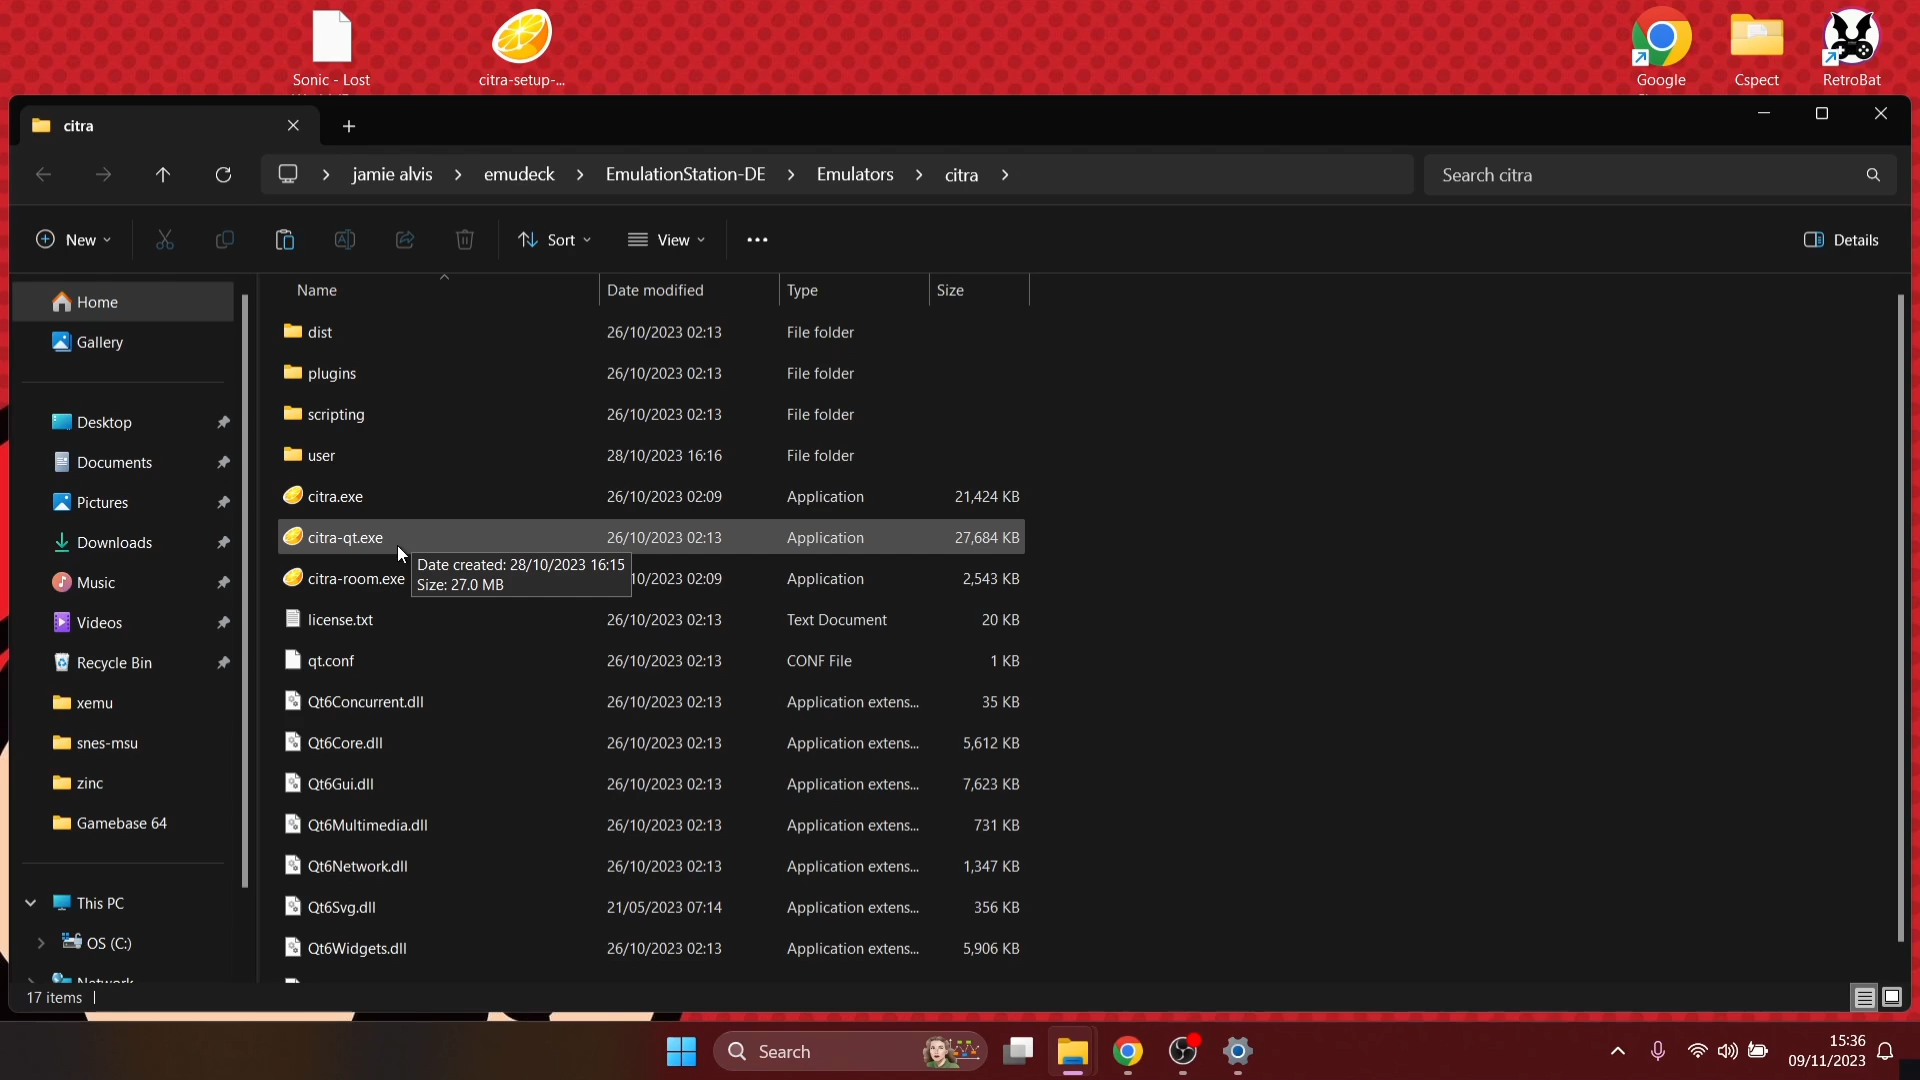 Sonic - Lost
citra-setup-...
Google
Cspect
RetroBat
citra
jamie alvis
emudeck
EmulationStation-DE
Emulators
citra
Search citra
New
Sort
View
Details
Home
Gallery
Desktop
Documents
Pictures
Downloads
Music
Videos
Recycle Bin
xemu
snes-msu
zinc
Gamebase 64
This PC
OS (C:)
Network
Name Date modified Type Size
dist 26/10/2023 02:13 File folder
plugins 26/10/2023 02:13 File folder
scripting 26/10/2023 02:13 File folder
user 28/10/2023 16:16 File folder
citra.exe 26/10/2023 02:09 Application 21,424 KB
citra-qt.exe 26/10/2023 02:13 Application 27,684 KB
Date created: 28/10/2023 16:15
Size: 27.0 MB
citra-room.exe 10/2023 02:09 Application 2,543 KB
license.txt 26/10/2023 02:13 Text Document 20 KB
qt.conf 26/10/2023 02:13 CONF File 1 KB
Qt6Concurrent.dll 26/10/2023 02:13 Application extens... 35 KB
Qt6Core.dll 26/10/2023 02:13 Application extens... 5,612 KB
Qt6Gui.dll 26/10/2023 02:13 Application extens... 7,623 KB
Qt6Multimedia.dll 26/10/2023 02:13 Application extens... 731 KB
Qt6Network.dll 26/10/2023 02:13 Application extens... 1,347 KB
Qt6Svg.dll 21/05/2023 07:14 Application extens... 356 KB
Qt6Widgets.dll 26/10/2023 02:13 Application extens... 5,906 KB
17 items
Search
15:36
09/11/2023